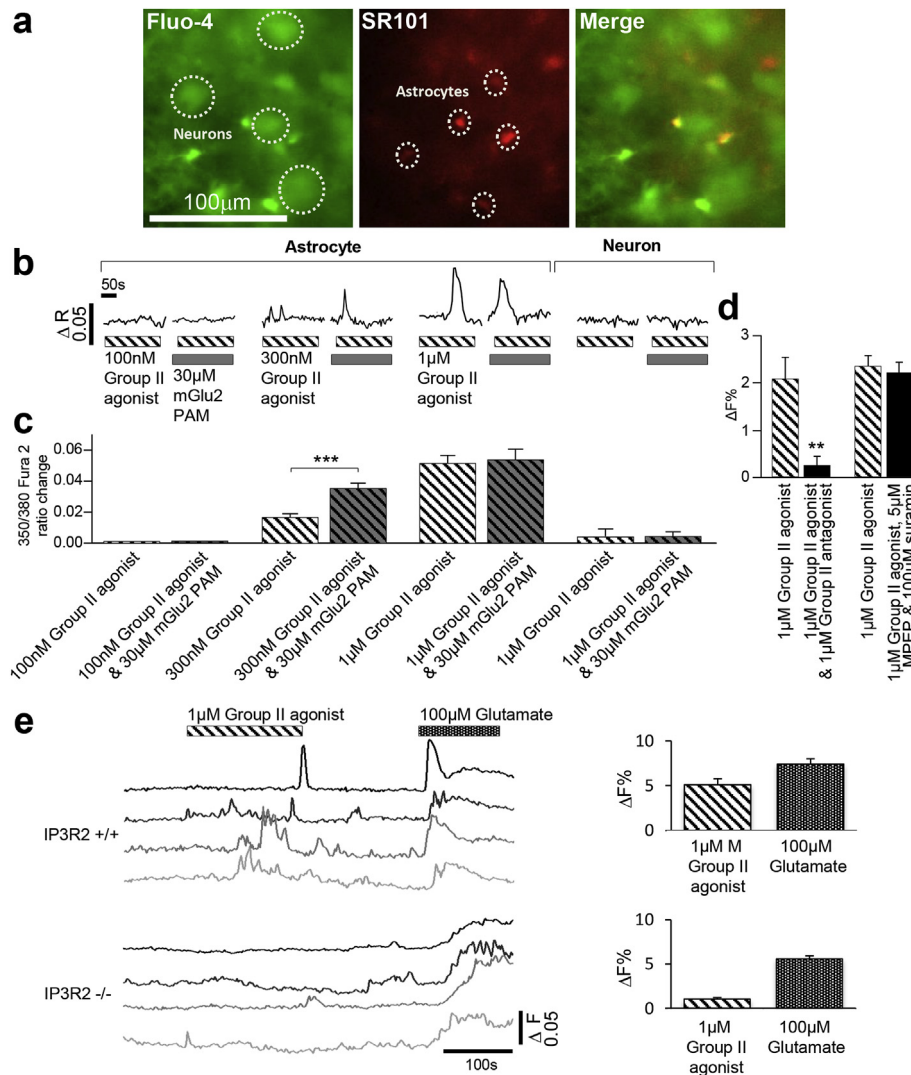 a
Fluo-4
SR101
Merge
Neurons
Astrocytes
100µm
b
Astrocyte
Neuron
50s
Δ R
0.05
100nM
Group II
agonist
30µM
mGlu2
PAM
300nM
Group II
agonist
1µM
Group II
agonist
c
350/380 Fura 2
ratio change
0.06
0.04
0.02
0.00
***
100nM Group II agonist
100nM Group II agonist
& 30µM mGlu2 PAM
300nM Group II agonist
300nM Group II agonist
& 30µM mGlu2 PAM
1µM Group II agonist
1µM Group II agonist
& 30µM mGlu2 PAM
1µM Group II agonist
1µM Group II agonist
& 30µM mGlu2 PAM
d
ΔF%
3
2
1
0
**
1µM Group II agonist
1µM Group II agonist
& 1µM Group II antagonist
1µM Group II agonist
1µM Group II agonist, 5µM
MPEP & 100µM suramin
e
1µM Group II agonist
100µM Glutamate
IP3R2 +/+
IP3R2 -/-
Δ F
0.05
100s
ΔF%
10
5
0
1µM M
Group II
agonist
100µM
Glutamate
ΔF%
10
5
0
1µM
Group II
agonist
100µM
Glutamate